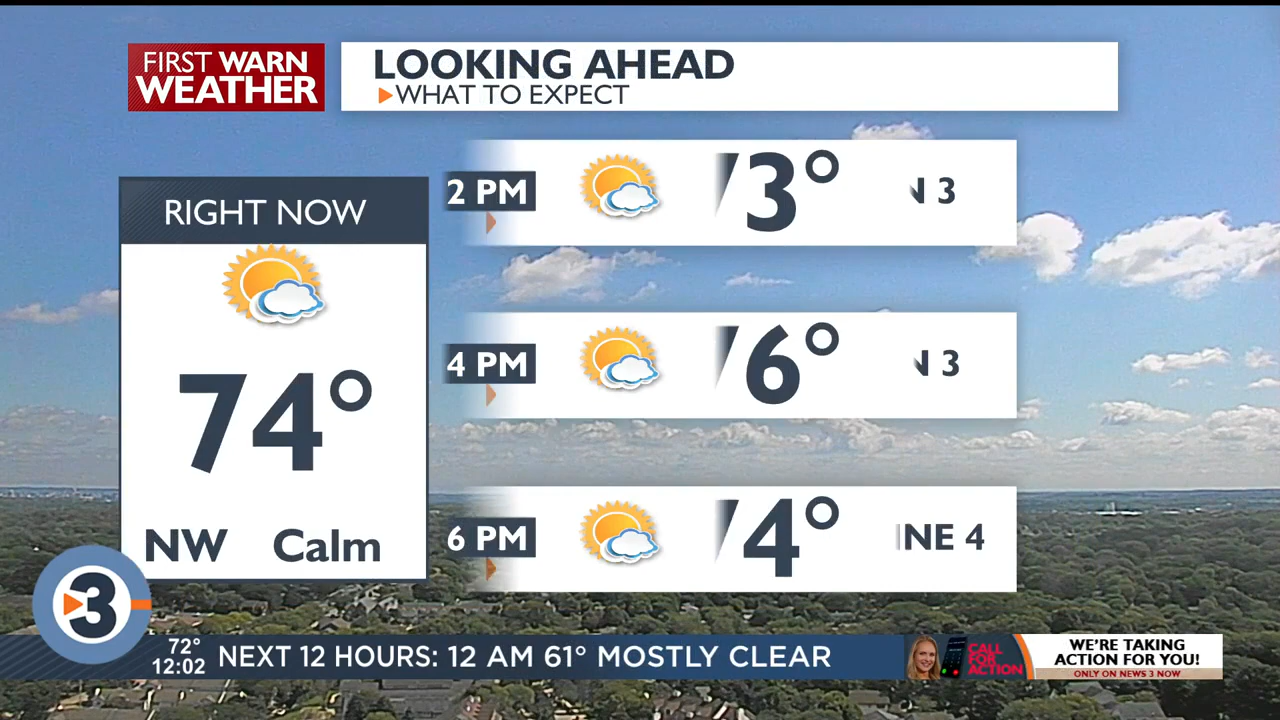 FIRST WARN
WEATHER
LOOKING AHEAD
WHAT TO EXPECT
RIGHT NOW
74°
NW Calm
2 PM 3° N 3
4 PM 6° N 3
6 PM 4° NE 4
3
72°
12:02
NEXT 12 HOURS: 12 AM 61° MOSTLY CLEAR
CALL
FOR
ACTION
WE'RE TAKING
ACTION FOR YOU!
ONLY ON NEWS 3 NOW